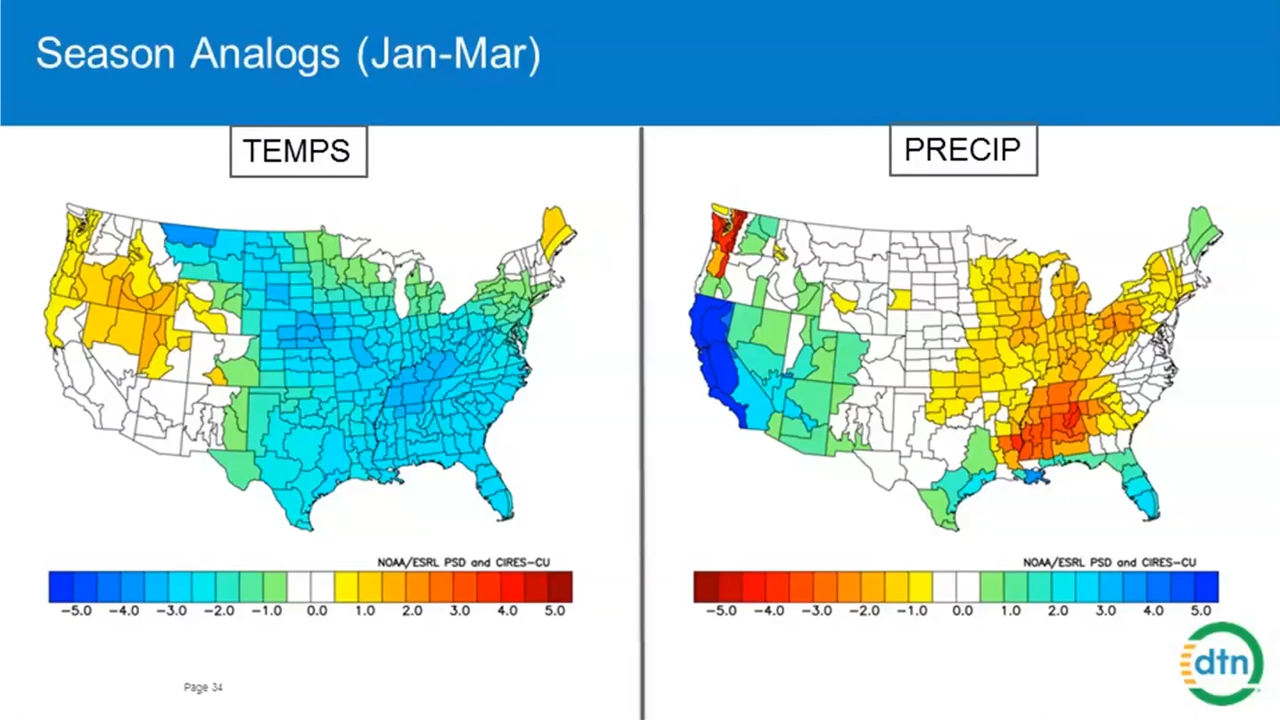 Season Analogs (Jan-Mar)
TEMPS
PRECIP
NOAA/ESRL PSD and CIRES-CU
-5.0 -4.0 -3.0 -2.0 -1.0 0.0 1.0 2.0 3.0 4.0 5.0
NOAA/ESRL PSD and CIRES-CU
-5.0 -4.0 -3.0 -2.0 -1.0 0.0 1.0 2.0 3.0 4.0 5.0
dtn
Page 34